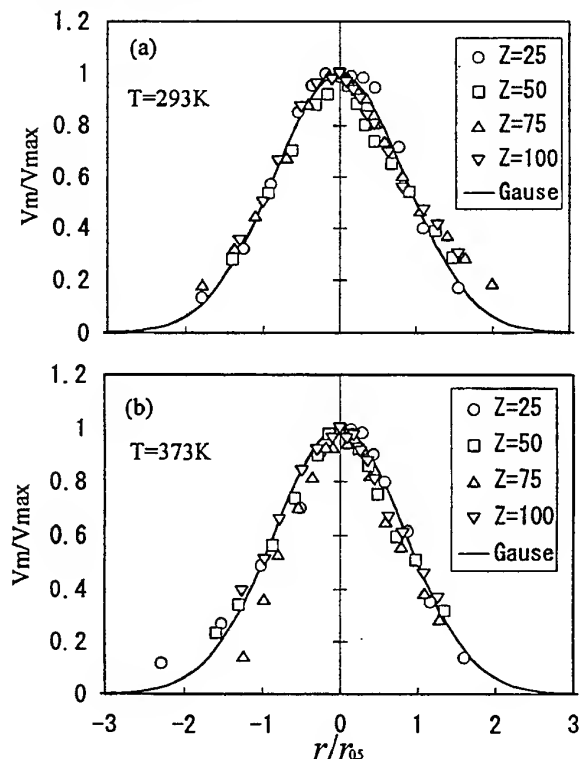 (a)
T=293K
Vm/Vmax
1.2
1
0.8
0.6
0.4
0.2
0
Z=25
Z=50
Z=75
Z=100
Gause
(b)
T=373K
Vm/Vmax
1.2
1
0.8
0.6
0.4
0.2
0
Z=25
Z=50
Z=75
Z=100
Gause
-3 -2 -1 0 1 2 3
r/r0.5